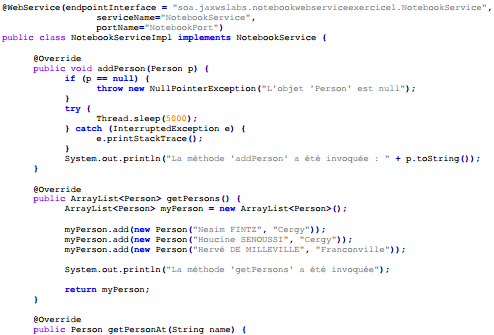 @WebService(endpointInterface = "soa.jaxwslabs.notebookwebserviceexercice1.NotebookService",
serviceName="NotebookService",
portName="NotebookPort")
public class NotebookServiceImpl implements NotebookService {
@Override
public void addPerson(Person p) {
if (p == null) {
throw new NullPointerException("L'objet 'Person' est null");
}
try {
Thread.sleep(5000);
} catch (InterruptedException e) {
e.printStackTrace();
}
System.out.println("La méthode 'addPerson' a été invoquée : " + p.toString());
}
@Override
public ArrayList<Person> getPersons() {
ArrayList<Person> myPerson = new ArrayList<Person>();
myPerson.add(new Person("Nesim FINTZ", "Cergy"));
myPerson.add(new Person("Houcine SENOUSSI", "Cergy"));
myPerson.add(new Person("Hervé DE MILLEVILLE", "Franconville"));
System.out.println("La méthode 'getPersons' a été invoquée");
return myPerson;
}
@Override
public Person getPersonAt(String name) {